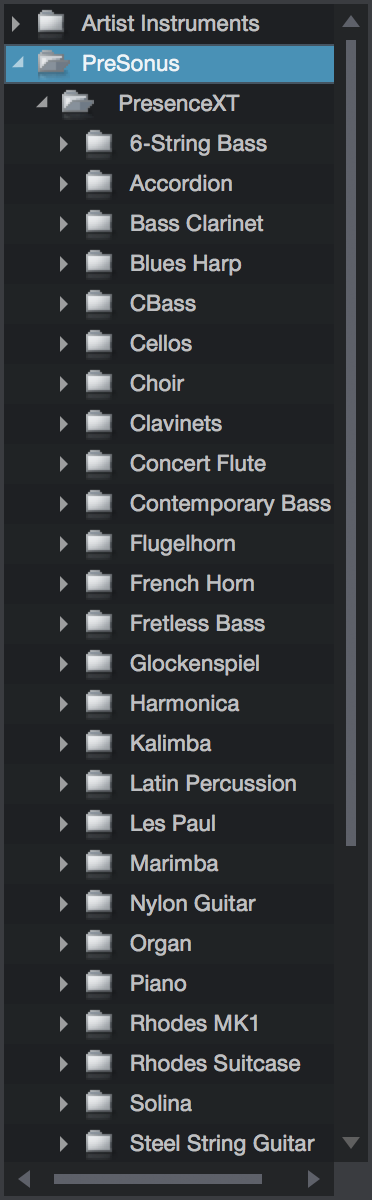 Artist Instruments
PreSonus
PresenceXT
6-String Bass
Accordion
Bass Clarinet
Blues Harp
CBass
Cellos
Choir
Clavinets
Concert Flute
Contemporary Bass
Flugelhorn
French Horn
Fretless Bass
Glockenspiel
Harmonica
Kalimba
Latin Percussion
Les Paul
Marimba
Nylon Guitar
Organ
Piano
Rhodes MK1
Rhodes Suitcase
Solina
Steel String Guitar